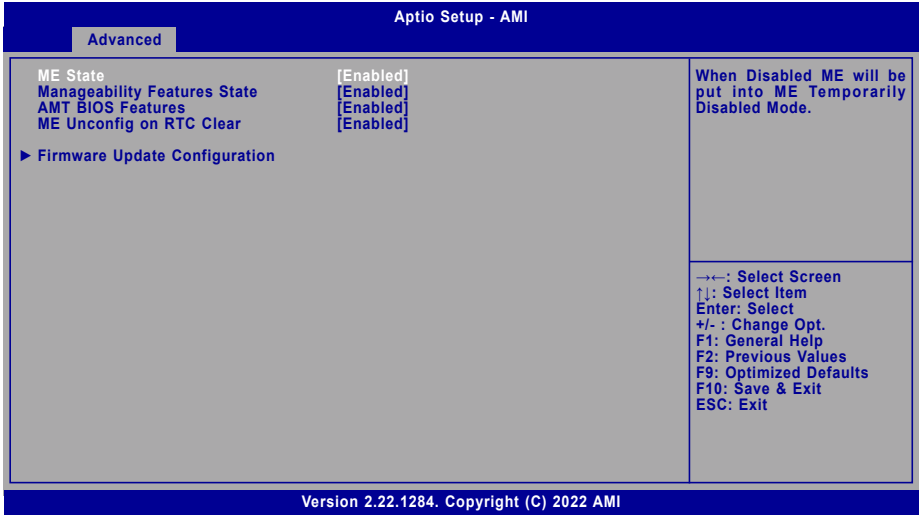 Aptio Setup - AMI
Advanced
ME State [Enabled]
Manageability Features State [Enabled]
AMT BIOS Features [Enabled]
ME Unconfig on RTC Clear [Enabled]
► Firmware Update Configuration
When Disabled ME will be
put into ME Temporarily
Disabled Mode.
→←: Select Screen
↑↓: Select Item
Enter: Select
+/- : Change Opt.
F1: General Help
F2: Previous Values
F9: Optimized Defaults
F10: Save & Exit
ESC: Exit
Version 2.22.1284. Copyright (C) 2022 AMI